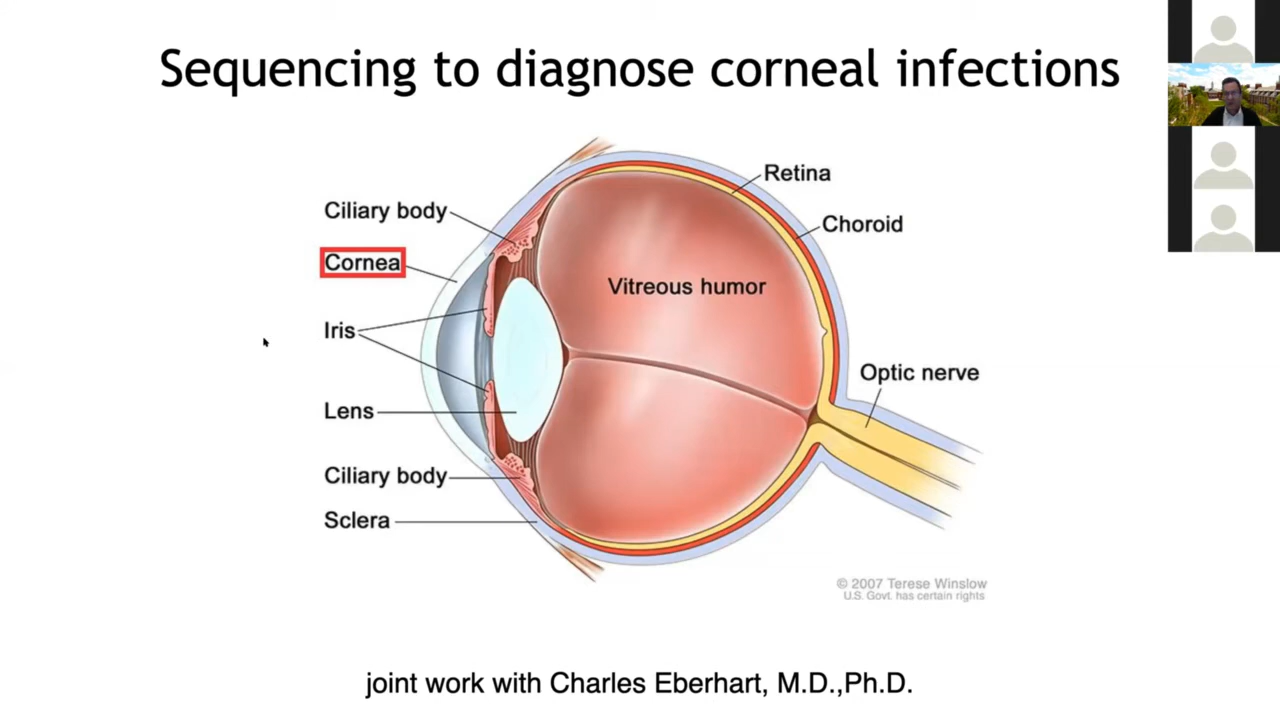 Sequencing to diagnose corneal infections
Retina
Ciliary body
Choroid
Cornea
Vitreous humor
Iris
Optic nerve
Lens
Ciliary body
Sclera
© 2007 Terese Winslow
U.S. Govt. has certain rights
joint work with Charles Eberhart, M.D.,Ph.D.